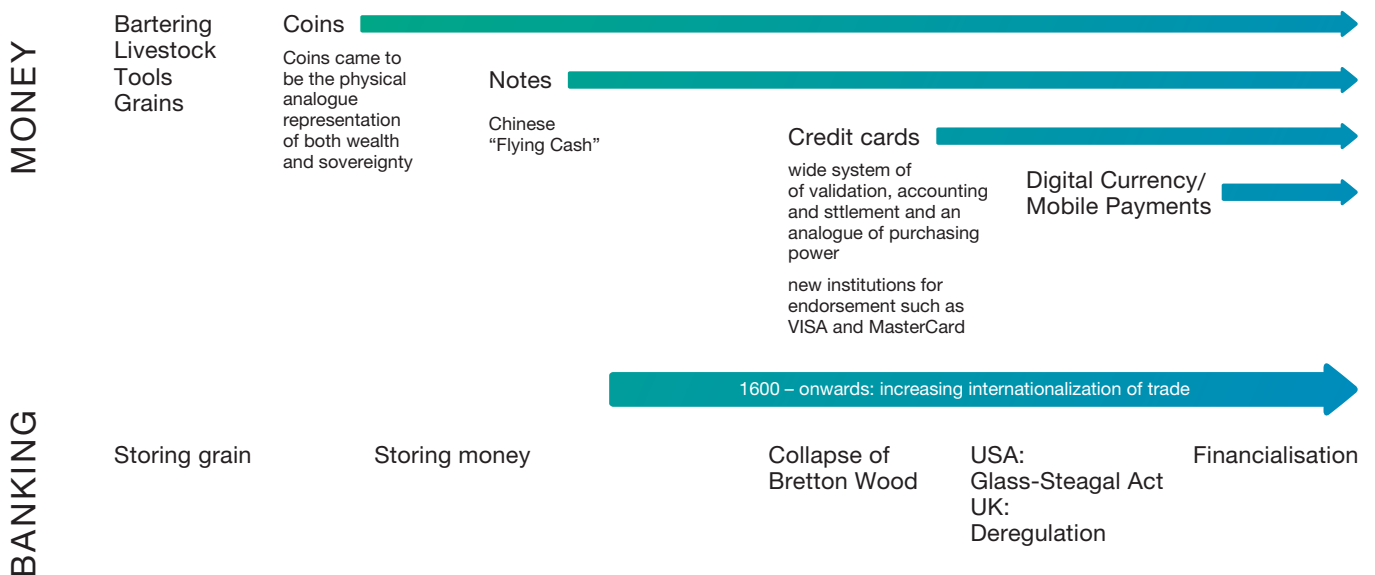 MONEY
Bartering
Livestock
Tools
Grains
Coins
Coins came to
be the physical
analogue
representation
of both wealth
and sovereignty
Notes
Chinese
“Flying Cash”
Credit cards
wide system of
of validation, accounting
and sttlement and an
analogue of purchasing
power
new institutions for
endorsement such as
VISA and MasterCard
Digital Currency/
Mobile Payments
1600 – onwards: increasing internationalization of trade
BANKING
Storing grain
Storing money
Collapse of
Bretton Wood
USA:
Glass-Steagal Act
UK:
Deregulation
Financialisation